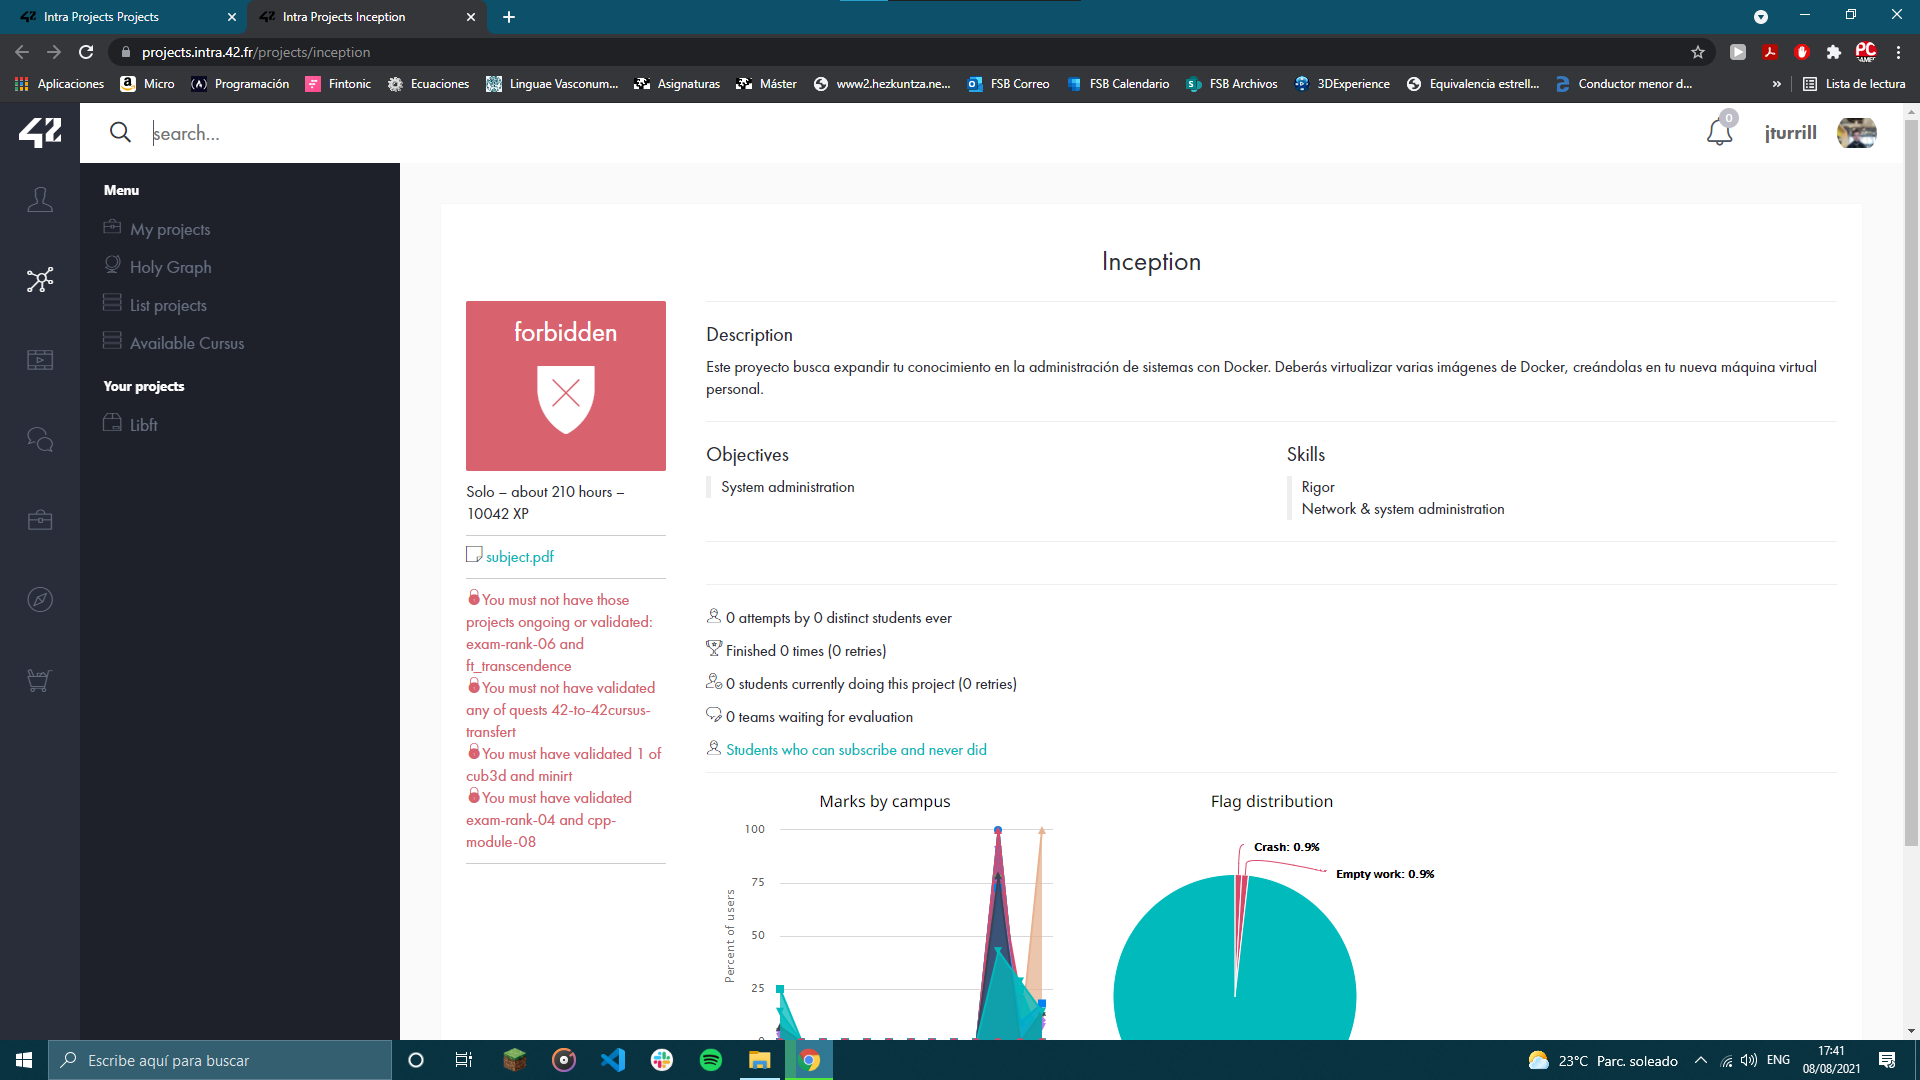 Intra Projects Projects
Intra Projects Inception
projects.intra.42.fr/projects/inception
Aplicaciones
Micro
Programación
Fintonic
Ecuaciones
Linguae Vasconum...
Asignaturas
Máster
www2.hezkuntza.ne...
FSB Correo
FSB Calendario
FSB Archivos
3DExperience
Equivalencia estrell...
Conductor menor d...
»
Lista de lectura
42
search...
0
jturrill
Menu
My projects
Holy Graph
List projects
Available Cursus
Your projects
Libft
Inception
forbidden
Solo – about 210 hours –
10042 XP
subject.pdf
You must not have those
projects ongoing or validated:
exam-rank-06 and
ft_transcendence
You must not have validated
any of quests 42-to-42cursus-
transfert
You must have validated 1 of
cub3d and minirt
You must have validated
exam-rank-04 and cpp-
module-08
Description
Este proyecto busca expandir tu conocimiento en la administración de sistemas con Docker. Deberás virtualizar varias imágenes de Docker, creándolas en tu nueva máquina virtual
personal.
Objectives
System administration
Skills
Rigor
Network & system administration
0 attempts by 0 distinct students ever
Finished 0 times (0 retries)
0 students currently doing this project (0 retries)
0 teams waiting for evaluation
Students who can subscribe and never did
Marks by campus
Percent of users
100
75
50
25
Flag distribution
Crash: 0.9%
Empty work: 0.9%
Escribe aquí para buscar
23°C Parc. soleado
ENG
17:41
08/08/2021